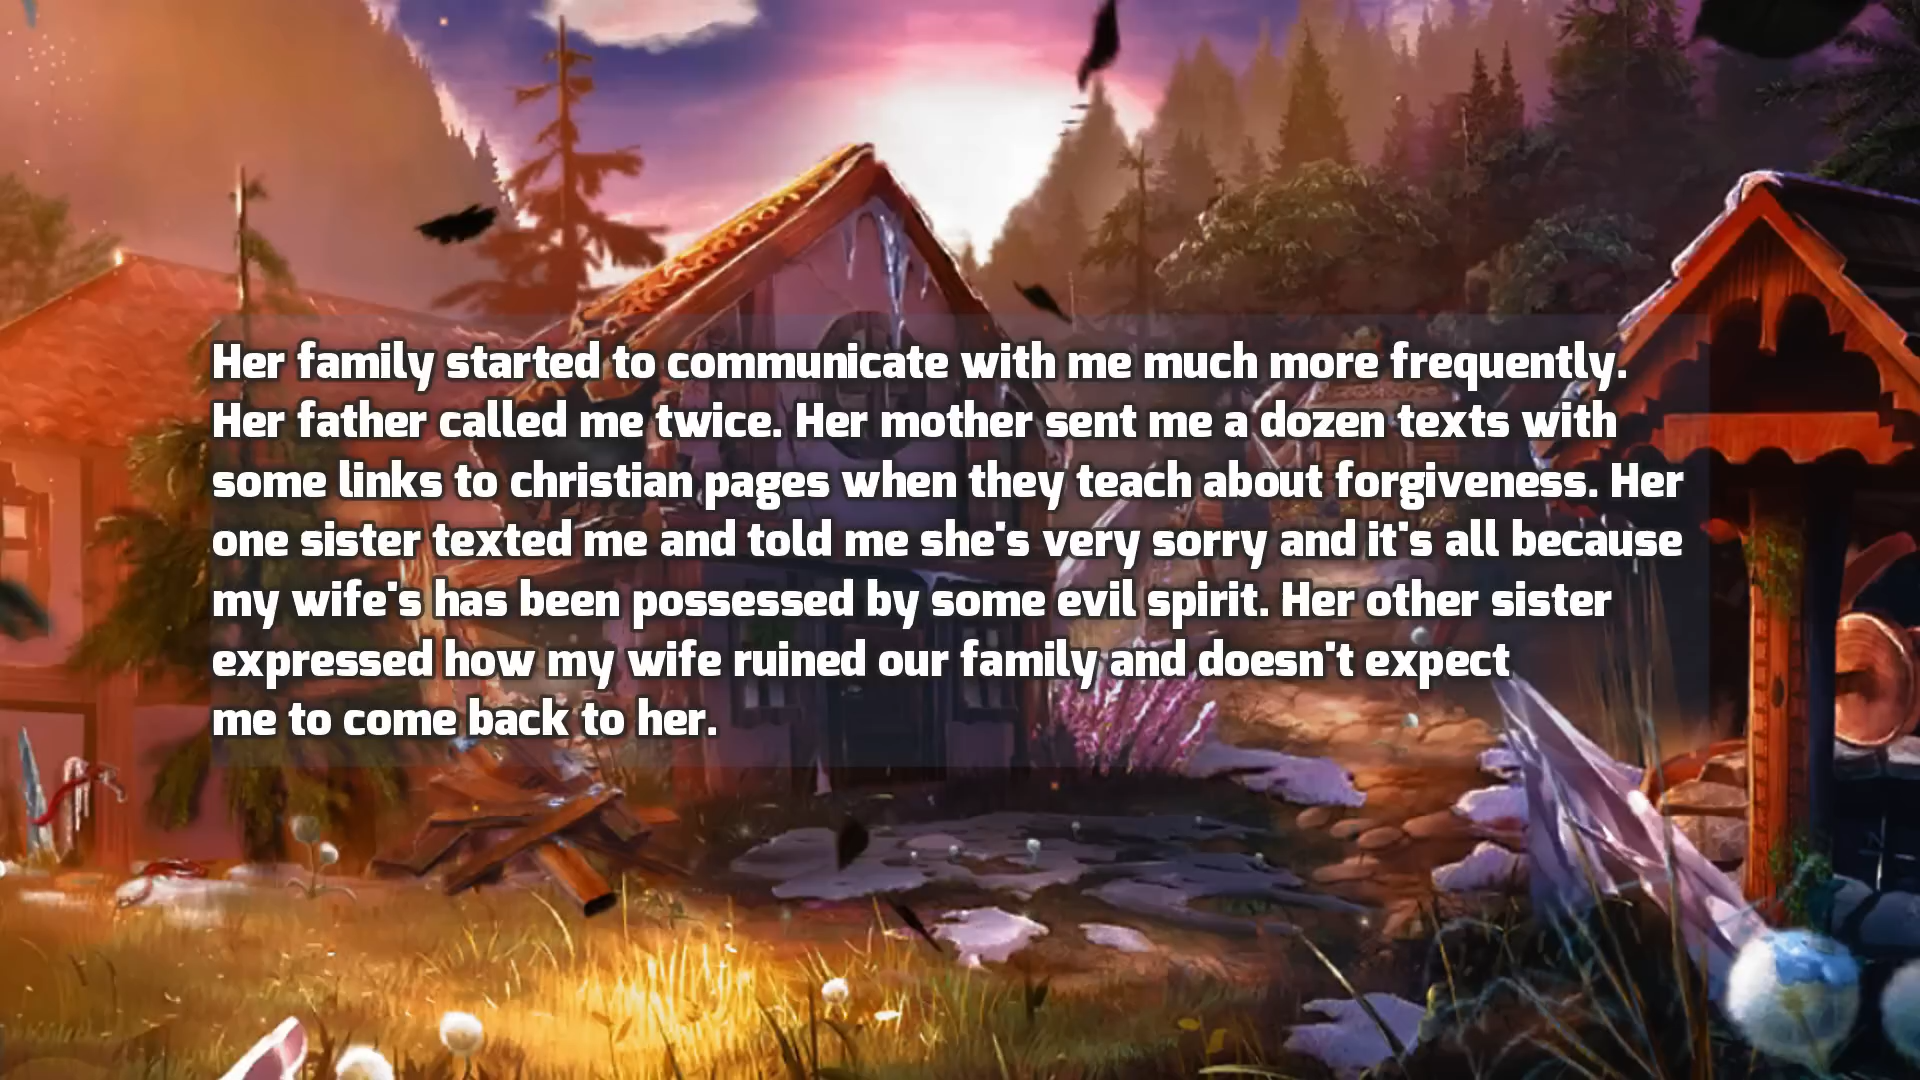 Her family started to communicate with me much more frequently.
Her father called me twice. Her mother sent me a dozen texts with
some links to christian pages when they teach about forgiveness. Her
one sister texted me and told me she's very sorry and it's all because
my wife's has been possessed by some evil spirit. Her other sister
expressed how my wife ruined our family and doesn't expect
me to come back to her.